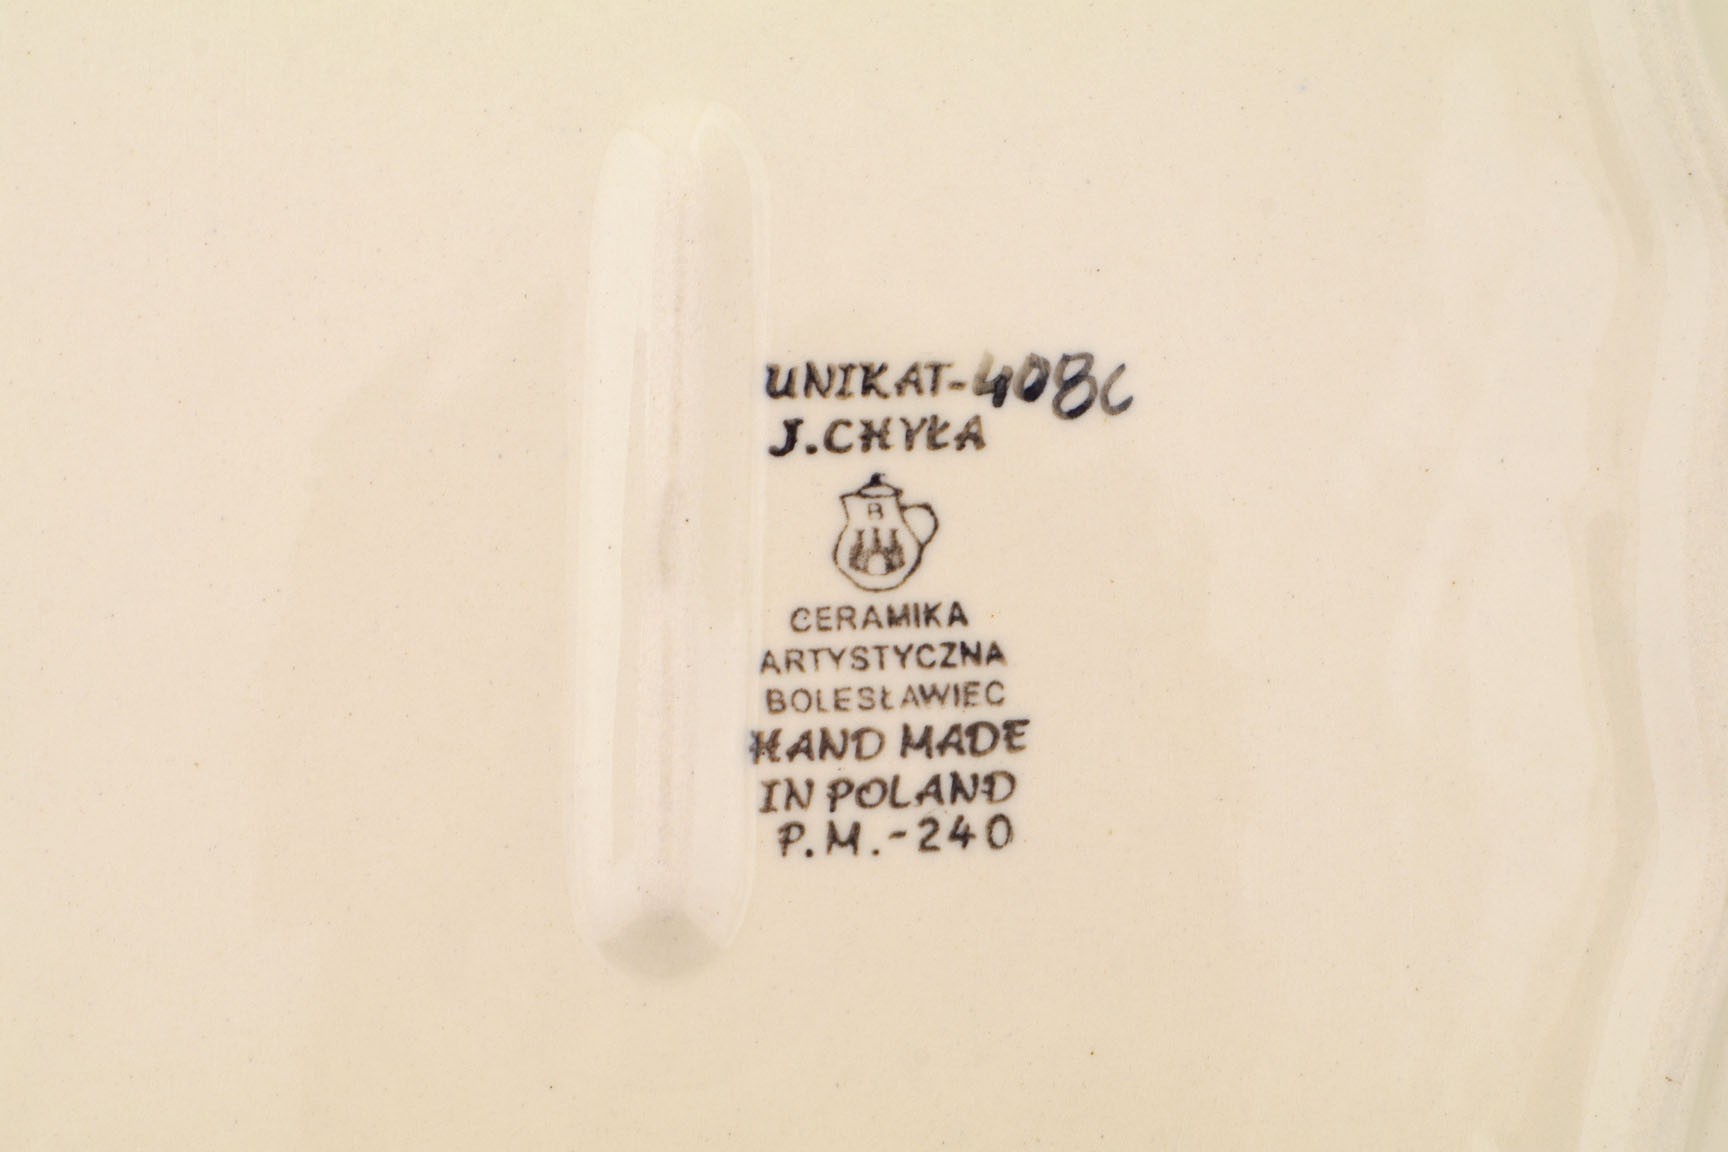 UNIKAT-408C
J.CHYŁA
B
CERAMIKA
ARTYSTYCZNA
BOLESŁAWIEC
HAND MADE
IN POLAND
P.M.-240